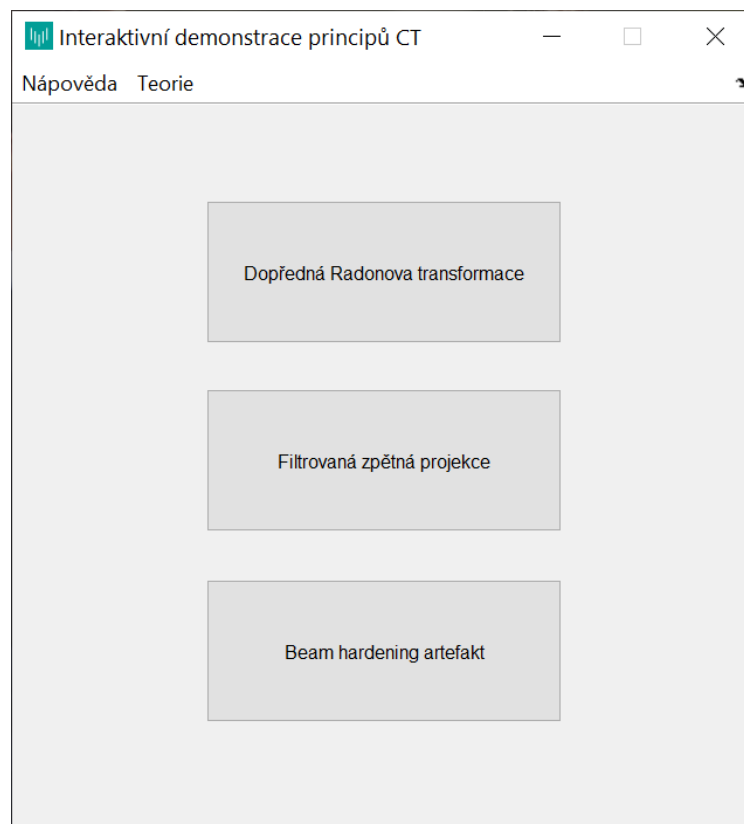 Interaktivní demonstrace principů CT
Nápověda Teorie
Dopředná Radonova transformace
Filtrovaná zpětná projekce
Beam hardening artefakt